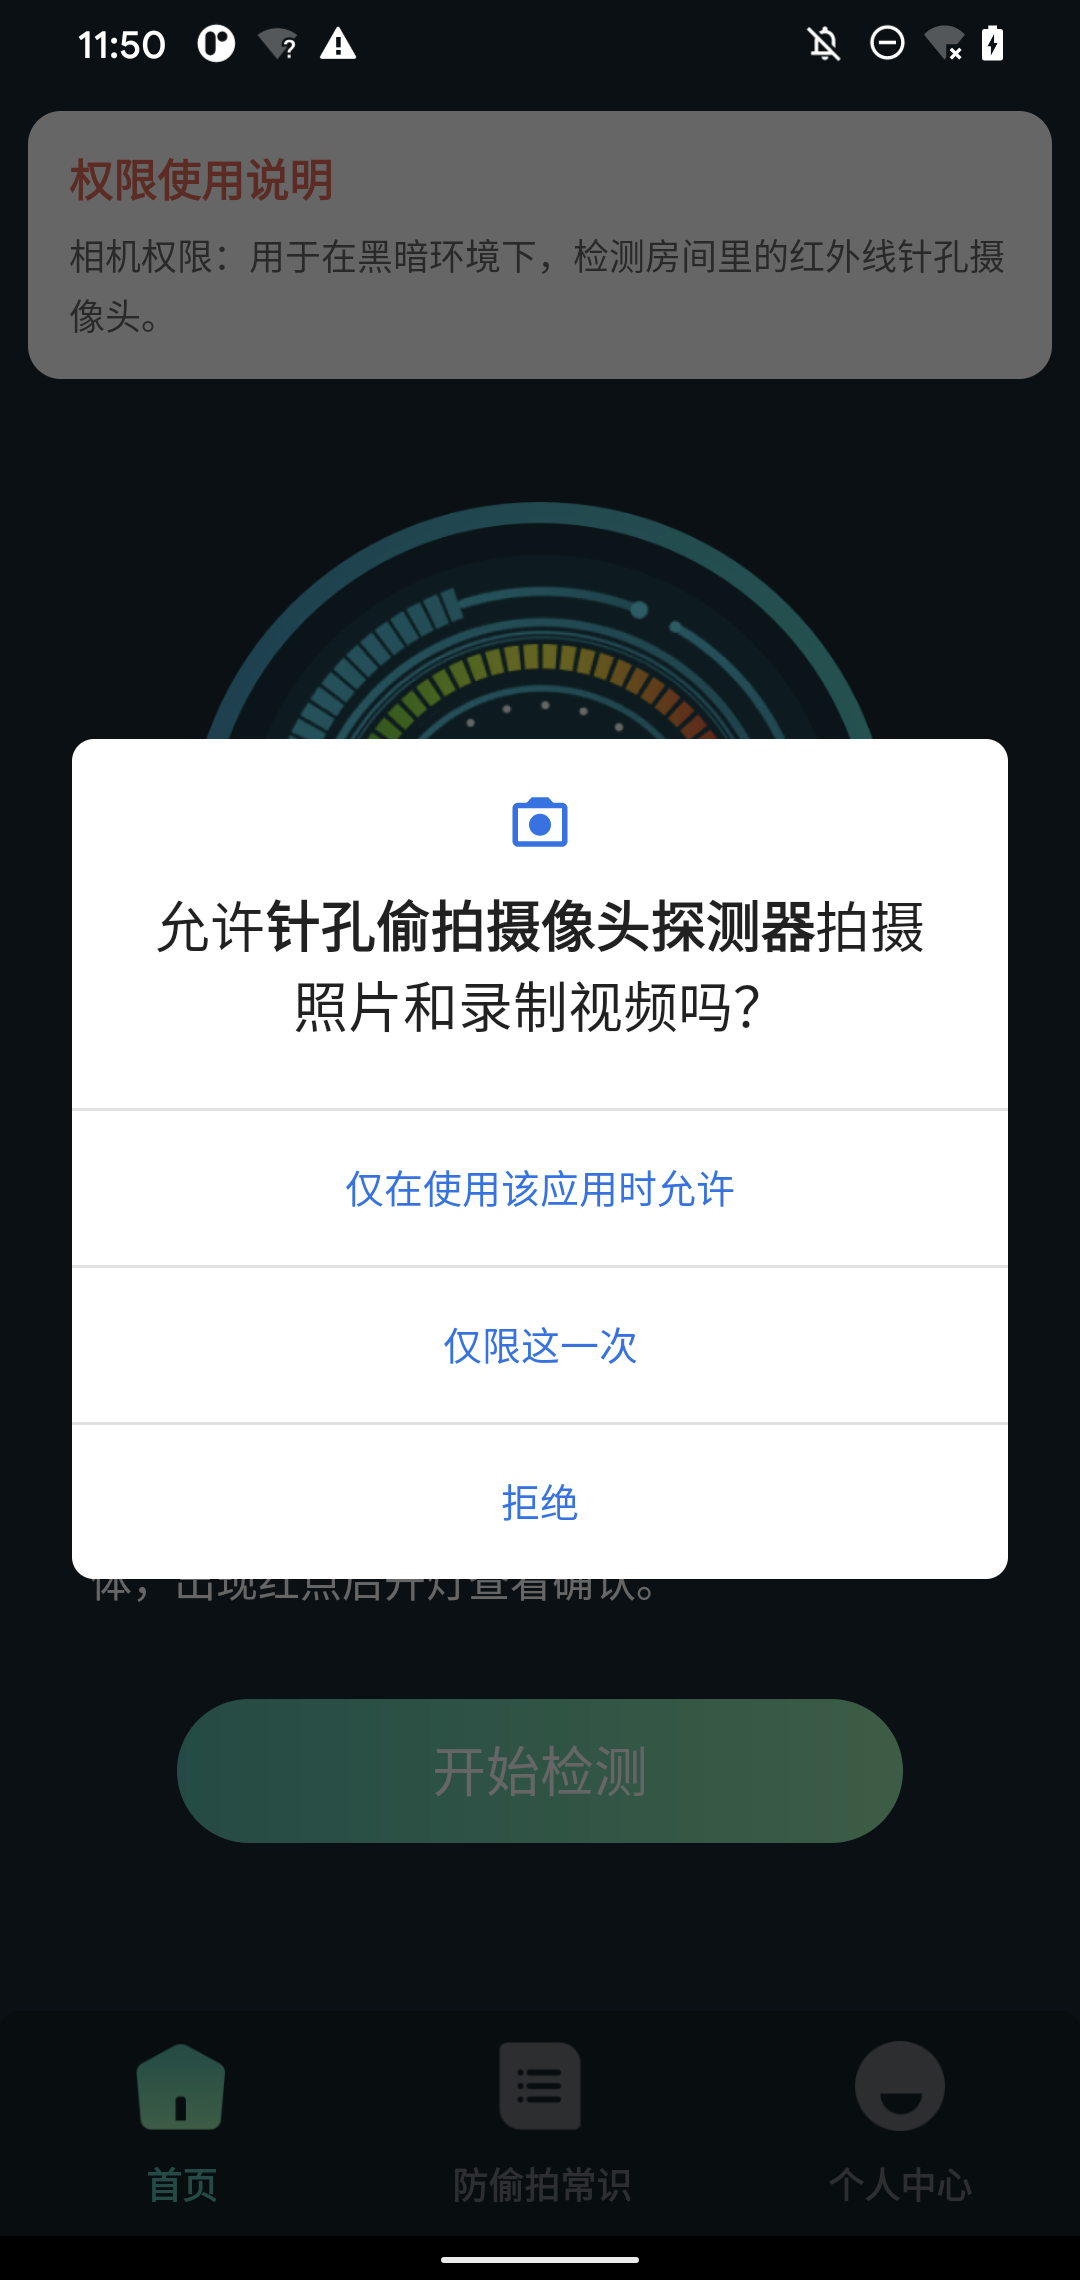 11:50
权限使用说明
相机权限：用于在黑暗环境下，检测房间里的红外线针孔摄
像头。
允许针孔偷拍摄像头探测器拍摄
照片和录制视频吗？
仅在使用该应用时允许
仅限这一次
拒绝
体，出现红点后开灯查看确认。
开始检测
首页
防偷拍常识
个人中心